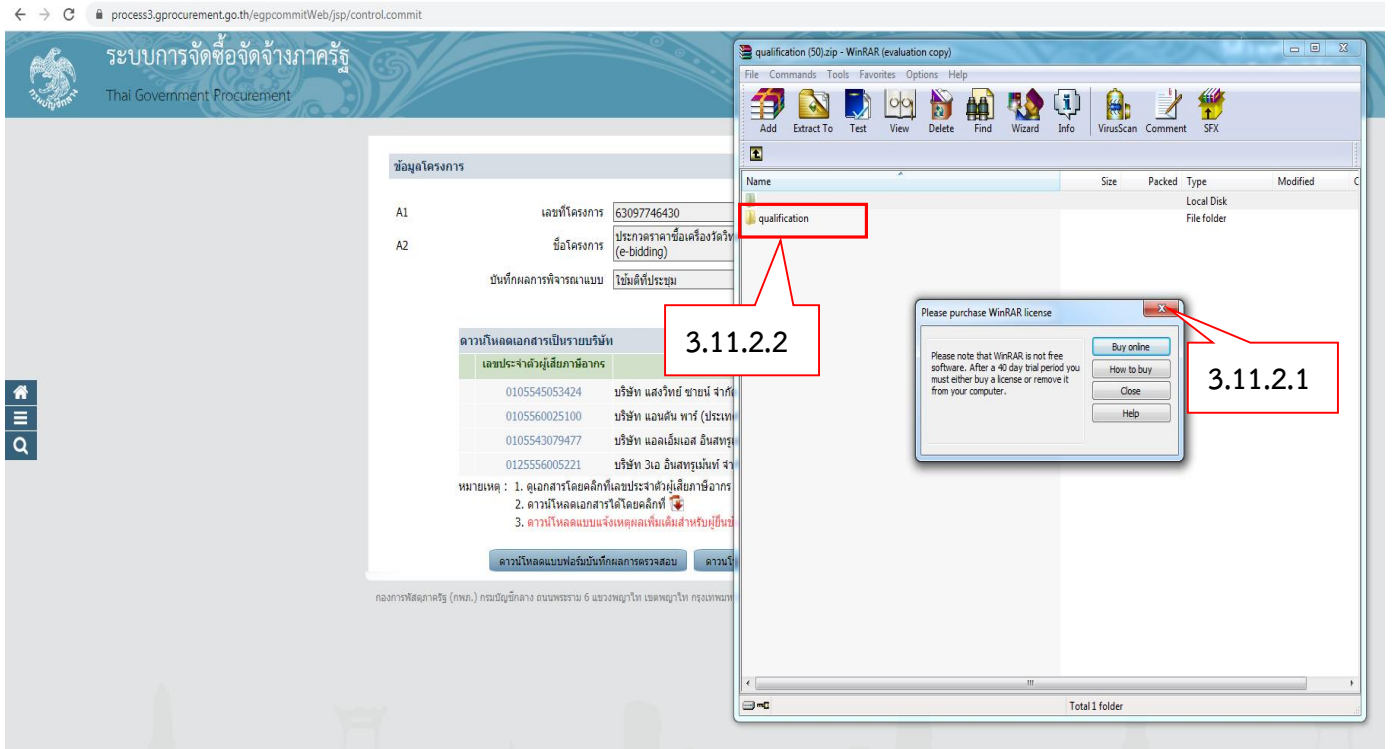 process3.gprocurement.go.th/egpcommitWeb/jsp/control.commit
ระบบการจัดซื้อจัดจ้างภาครัฐ
Thai Government Procurement
กรมบัญชีกลาง
ข้อมูลโครงการ
A1 เลขที่โครงการ 63097746430
A2 ชื่อโครงการ ประกวดราคาซื้อเครื่องวัดวิท
(e-bidding)
บันทึกผลการพิจารณาแบบ ใช้มติที่ประชุม
ดาวน์โหลดเอกสารเป็นรายบริษัท
เลขประจำตัวผู้เสียภาษีอากร
0105545053424 บริษัท แสงวิทย์ ซายน์ จำกัด
0105560025100 บริษัท แอนดัน พาร์ (ประเท
0105543079477 บริษัท แอลเอ็มเอส อินสทรู
0125556005221 บริษัท 3เอ อินสทรูเม้นท์ จำ
หมายเหตุ : 1. ดูเอกสารโดยคลิกที่เลขประจำตัวผู้เสียภาษีอากร
2. ดาวน์โหลดเอกสารได้โดยคลิกที่
3. ดาวน์โหลดแบบแจ้งเหตุผลเพิ่มเติมสำหรับผู้ยื่นข้
ดาวน์โหลดแบบฟอร์มบันทึกผลการตรวจสอบ ดาวน์โ
กองการพัสดุภาครัฐ (กพภ.) กรมบัญชีกลาง ถนนพระราม 6 แขวงพญาไท เขตพญาไท กรุงเทพมห
qualification (50).zip - WinRAR (evaluation copy)
File Commands Tools Favorites Options Help
Add Extract To Test View Delete Find Wizard Info VirusScan Comment SFX
Name Size Packed Type Modified C
Local Disk
qualification File folder
3.11.2.2
Please purchase WinRAR license
Please note that WinRAR is not free
software. After a 40 day trial period you
must either buy a license or remove it
from your computer.
Buy online
How to buy
Close
Help
3.11.2.1
Total 1 folder